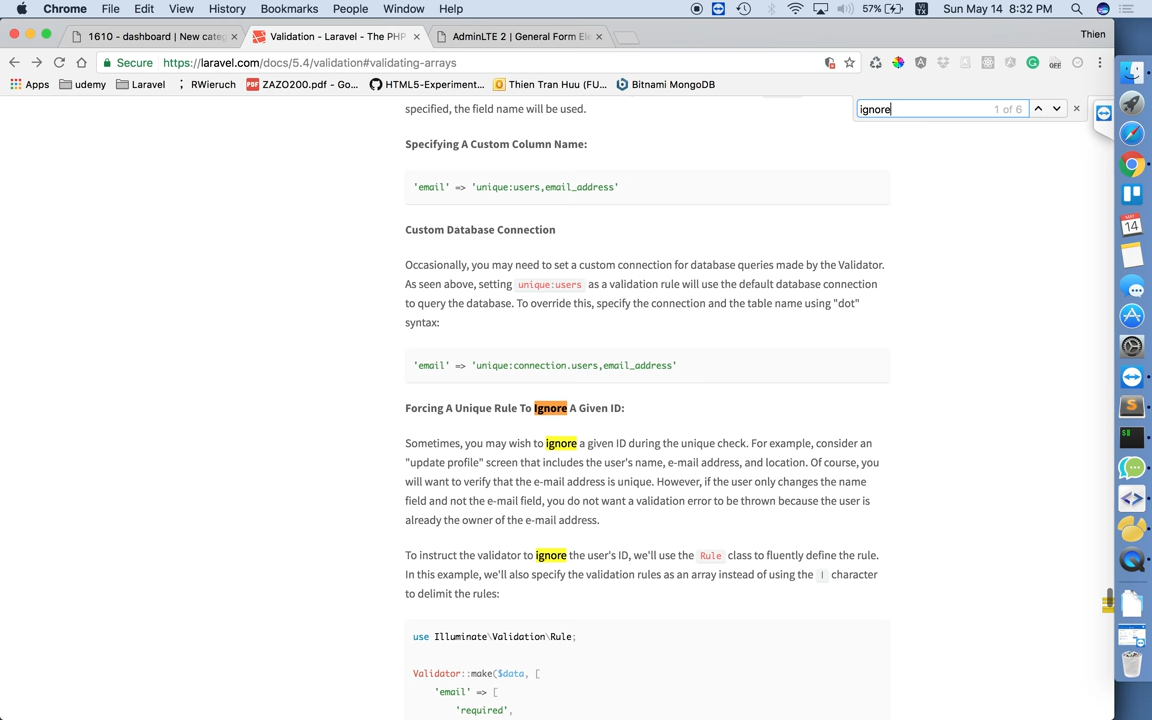 Chrome File Edit View History Bookmarks People Window Help 57% VI TX Sun May 14 8:32 PM
1610 - dashboard | New categ × Validation - Laravel - The PHP × AdminLTE 2 | General Form Ele × Thien
Secure https://laravel.com/docs/5.4/validation#validating-arrays
Apps udemy Laravel RWieruch PDF ZAZO200.pdf - Go... HTML5-Experiment... Thien Tran Huu (FU... Bitnami MongoDB
ignore 1 of 6
specified, the field name will be used.
Specifying A Custom Column Name:
'email' => 'unique:users,email_address'
Custom Database Connection
Occasionally, you may need to set a custom connection for database queries made by the Validator.
As seen above, setting unique:users as a validation rule will use the default database connection
to query the database. To override this, specify the connection and the table name using "dot"
syntax:
'email' => 'unique:connection.users,email_address'
Forcing A Unique Rule To Ignore A Given ID:
Sometimes, you may wish to ignore a given ID during the unique check. For example, consider an
"update profile" screen that includes the user's name, e-mail address, and location. Of course, you
will want to verify that the e-mail address is unique. However, if the user only changes the name
field and not the e-mail field, you do not want a validation error to be thrown because the user is
already the owner of the e-mail address.
To instruct the validator to ignore the user's ID, we'll use the Rule class to fluently define the rule.
In this example, we'll also specify the validation rules as an array instead of using the | character
to delimit the rules:
use Illuminate\Validation\Rule;
Validator::make($data, [
'email' => [
'required',